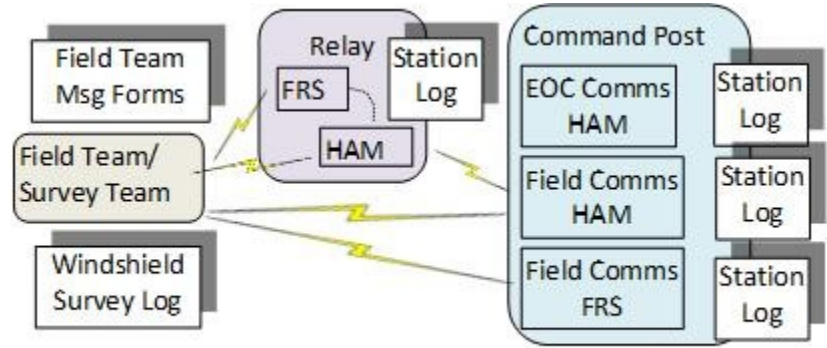 Field Team
Msg Forms
Field Team/
Survey Team
Windshield
Survey Log
Relay
FRS
HAM
Station
Log
Command Post
EOC Comms
HAM
Station
Log
Field Comms
HAM
Station
Log
Field Comms
FRS
Station
Log